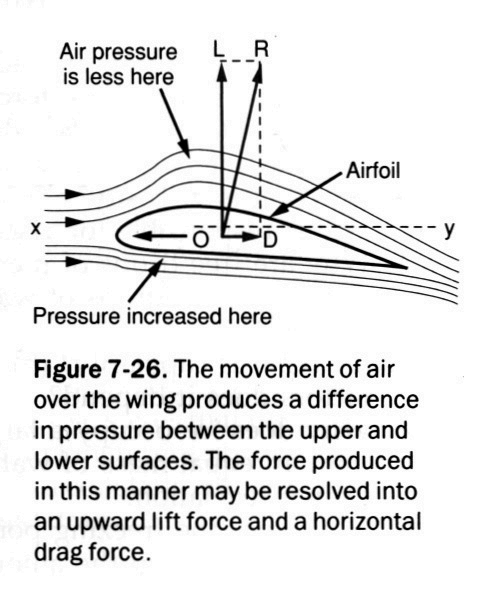 L R
Air pressure
is less here
Airfoil
x O D y
Pressure increased here
Figure 7-26. The movement of air
over the wing produces a difference
in pressure between the upper and
lower surfaces. The force produced
in this manner may be resolved into
an upward lift force and a horizontal
drag force.